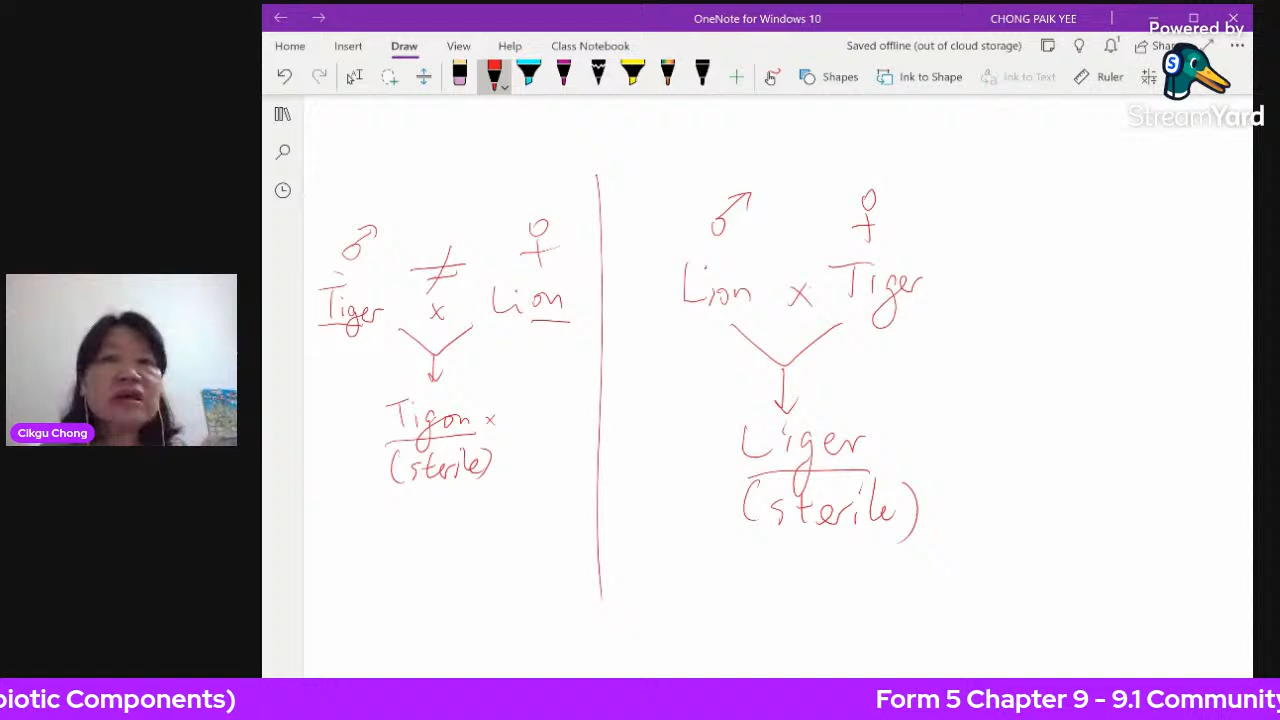 OneNote for Windows 10
CHONG PAIK YEE
Powered by
Home Insert Draw View Help Class Notebook
Saved offline (out of cloud storage)
Share
Shapes
Ink to Shape
Ink to Text
Ruler
S
StreamYard
♂ ♀
Tiger ≠ x Lion
Tigon x
(sterile)
♂ ♀
Lion x Tiger
Liger
(sterile)
Cikgu Chong
biotic Components) Form 5 Chapter 9 - 9.1 Community